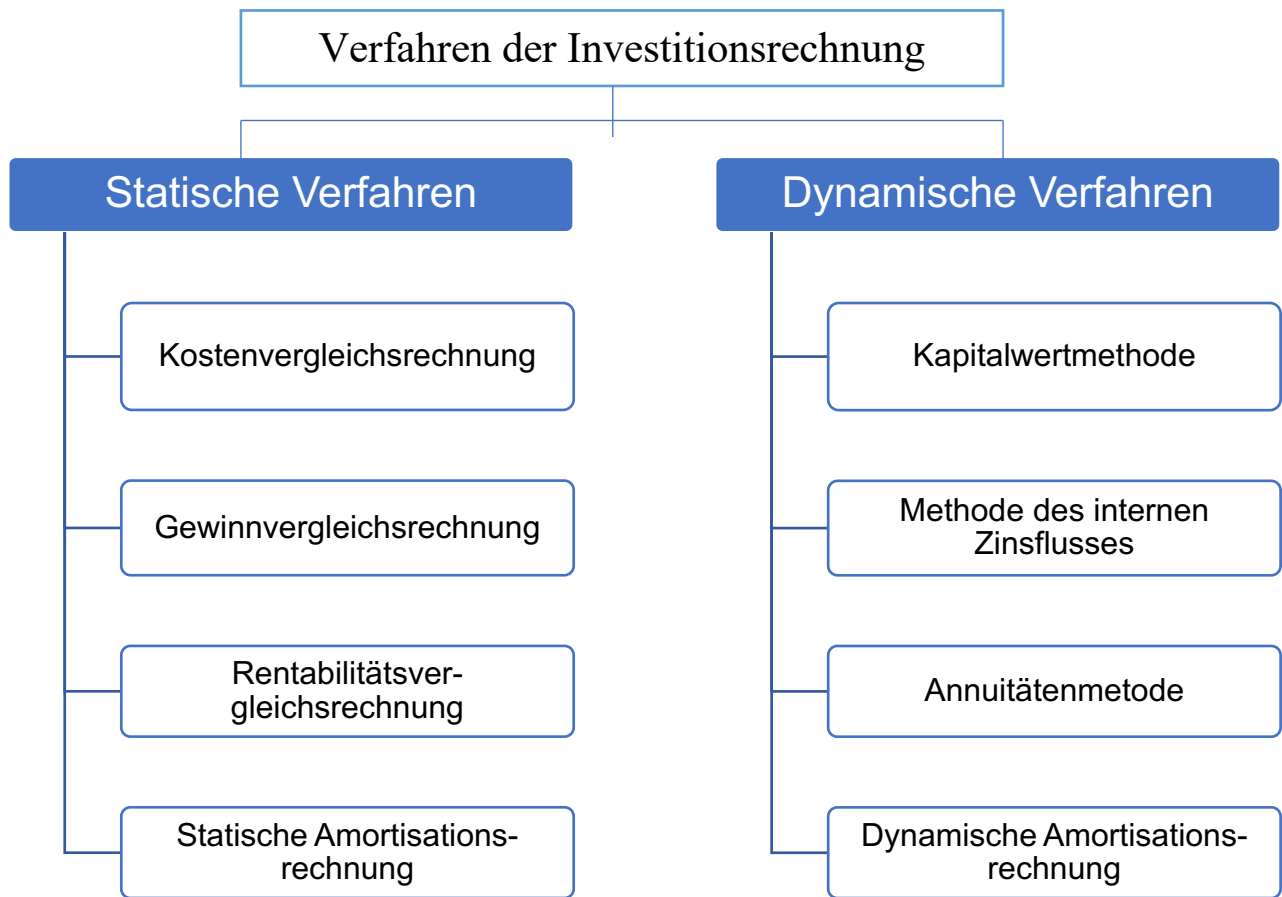 Verfahren der Investitionsrechnung
Statische Verfahren
Kostenvergleichsrechnung
Gewinnvergleichsrechnung
Rentabilitätsver-
gleichsrechnung
Statische Amortisations-
rechnung
Dynamische Verfahren
Kapitalwertmethode
Methode des internen
Zinsflusses
Annuitätenmetode
Dynamische Amortisations-
rechnung